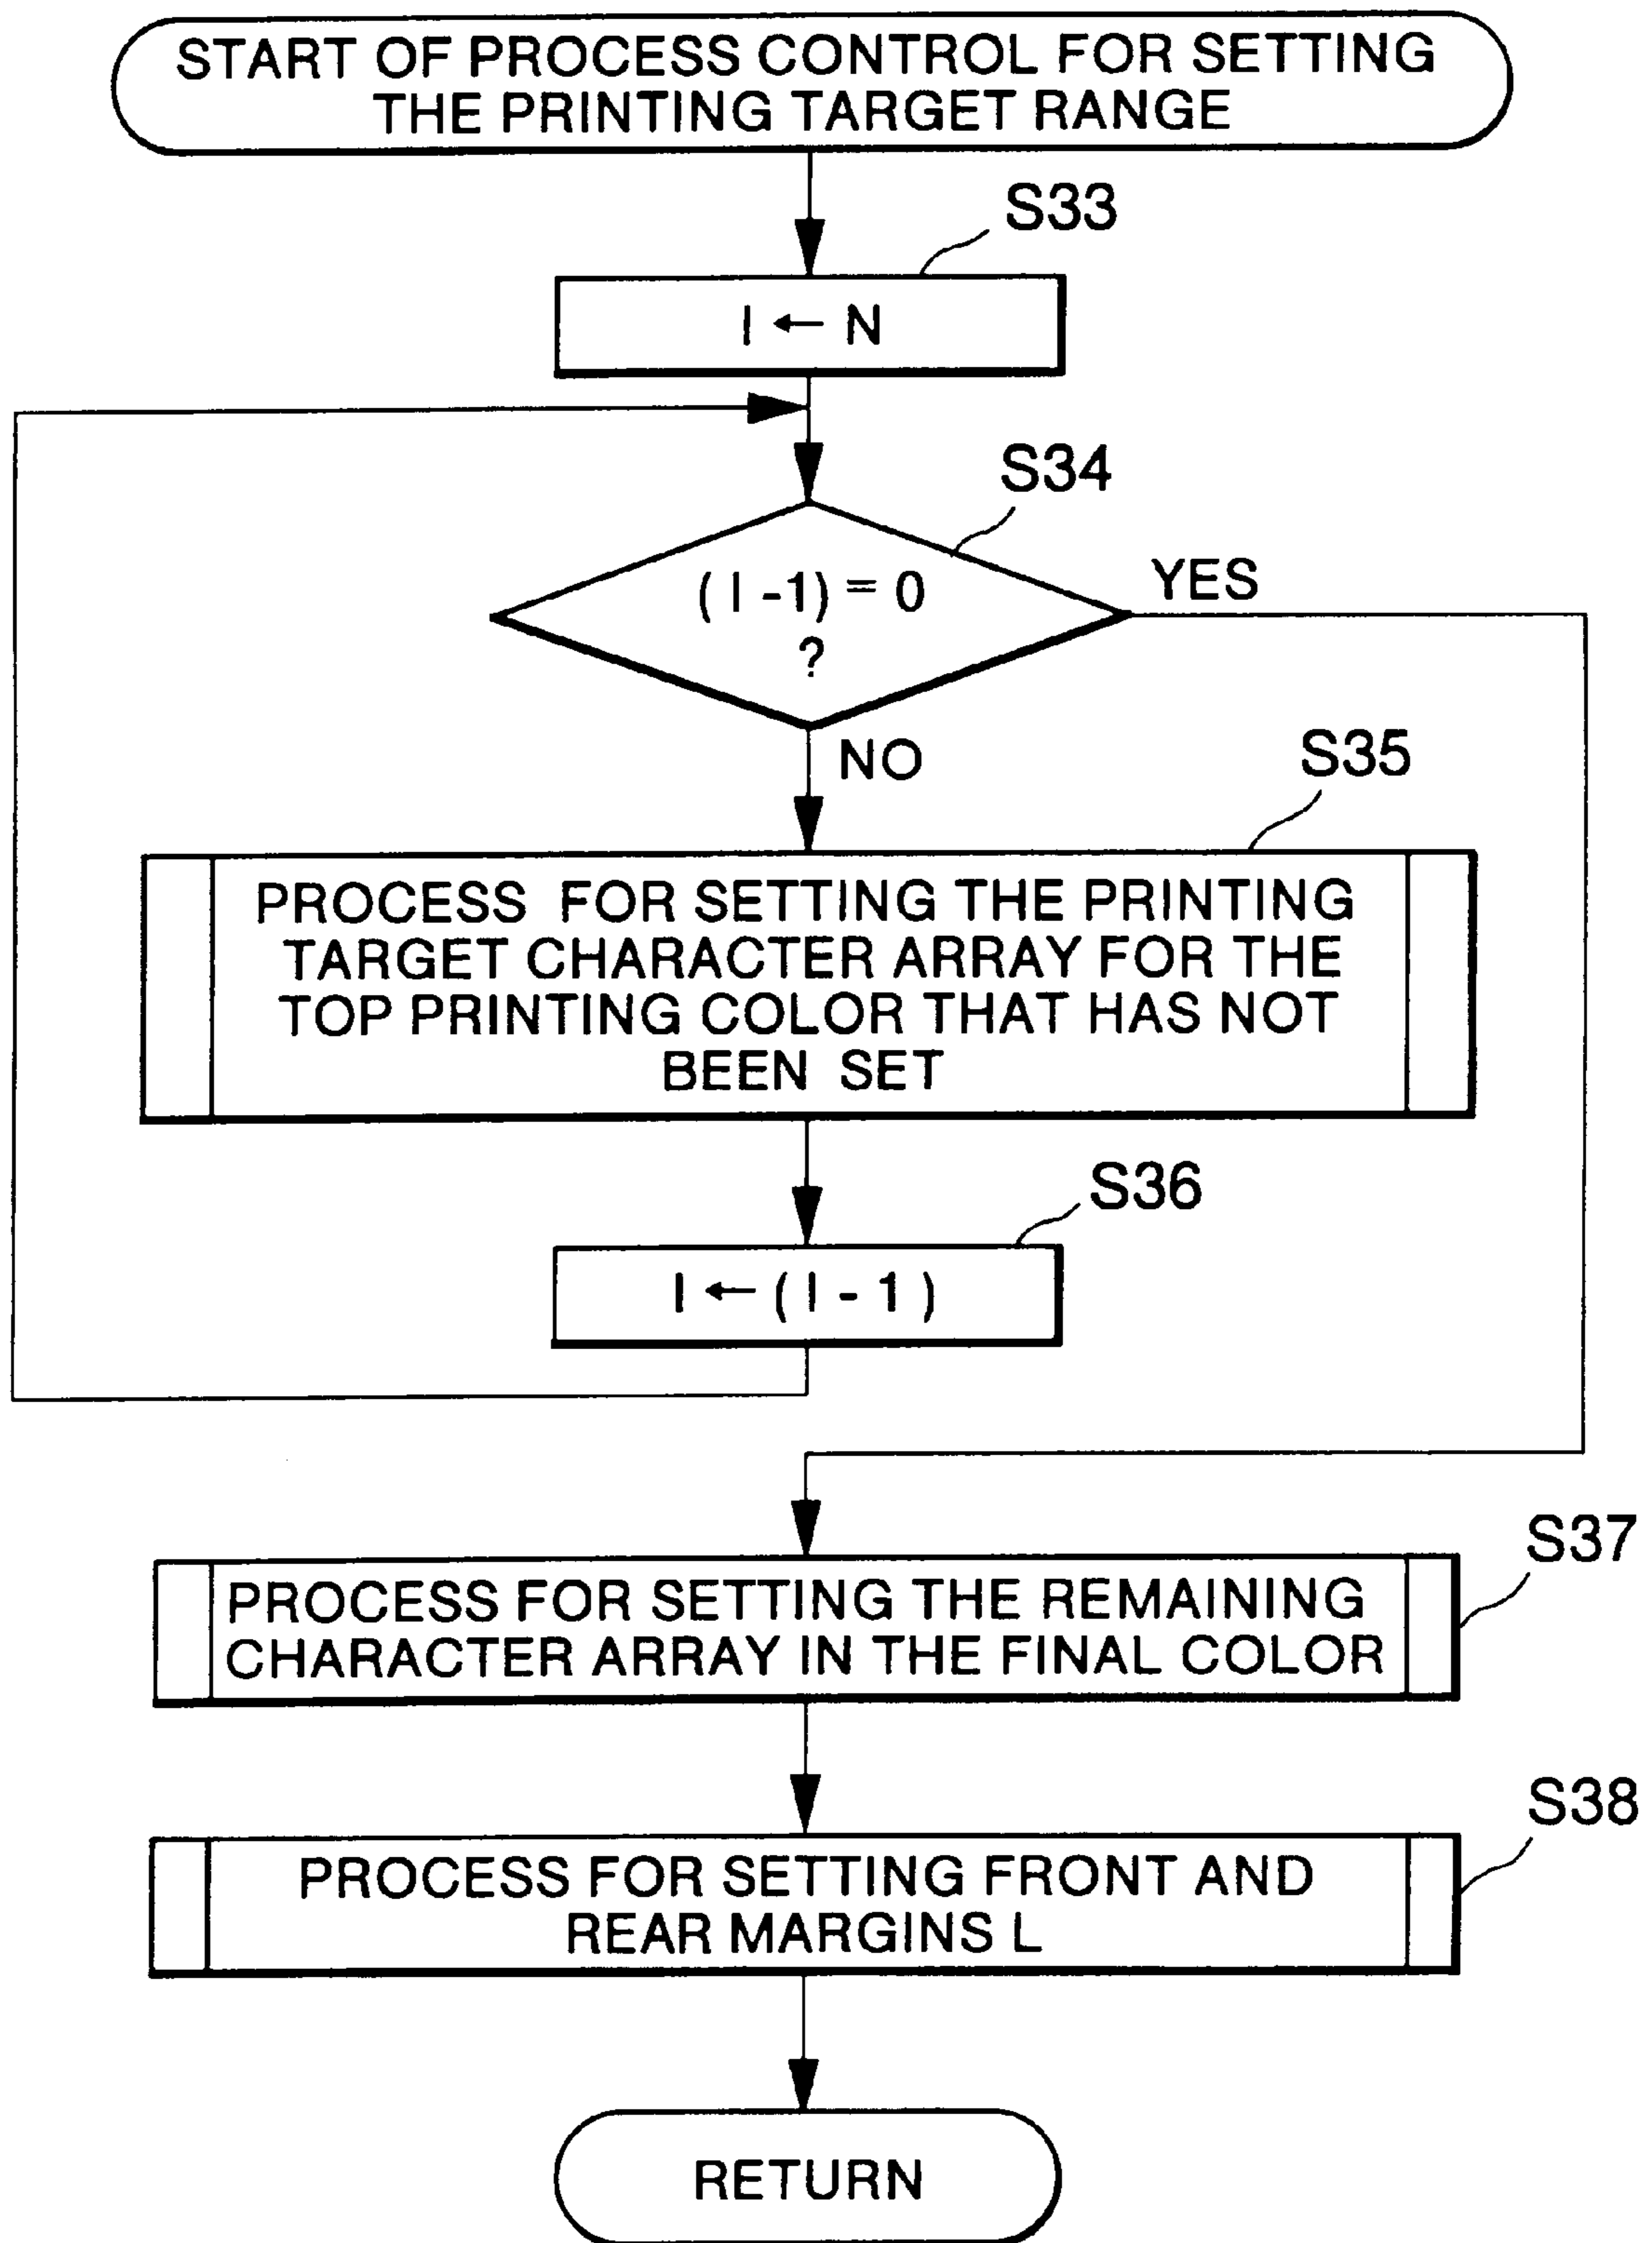 START OF PROCESS CONTROL FOR SETTING
THE PRINTING TARGET RANGE
S33
I ← N
S34
( I -1) = 0
?
YES
NO
S35
PROCESS FOR SETTING THE PRINTING
TARGET CHARACTER ARRAY FOR THE
TOP PRINTING COLOR THAT HAS NOT
BEEN SET
S36
I ← ( I - 1 )
S37
PROCESS FOR SETTING THE REMAINING
CHARACTER ARRAY IN THE FINAL COLOR
S38
PROCESS FOR SETTING FRONT AND
REAR MARGINS L
RETURN